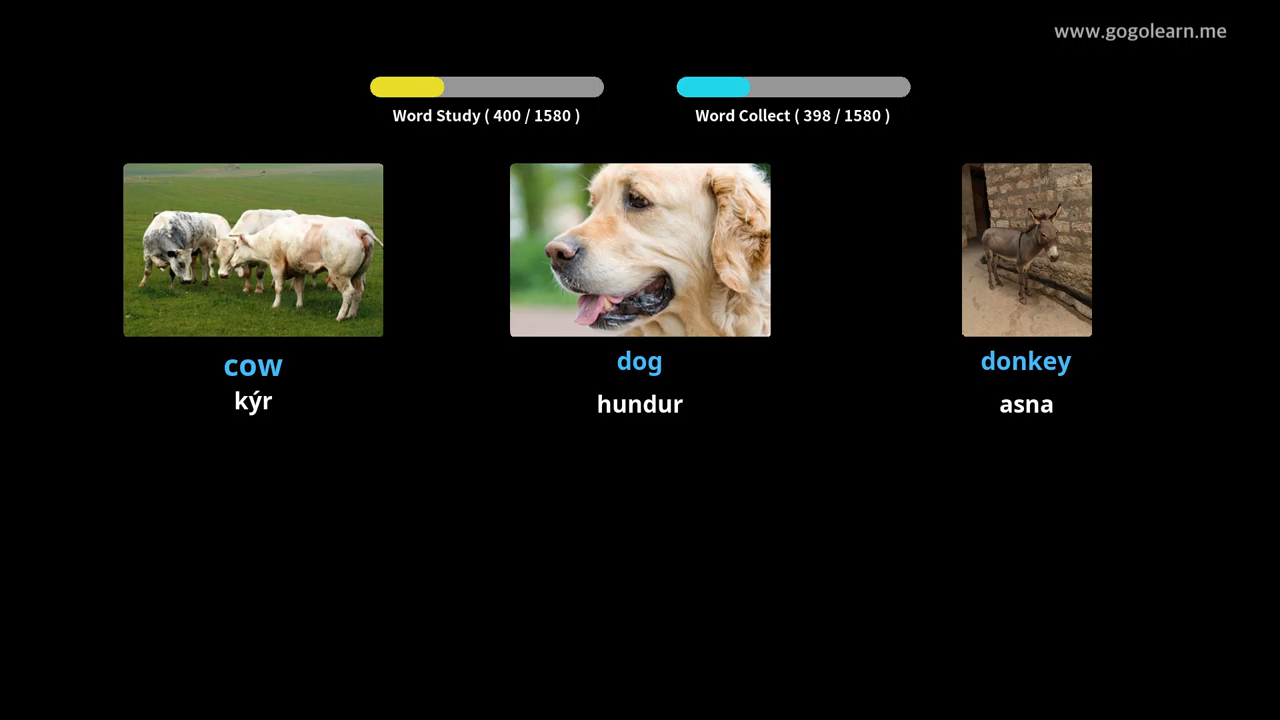 www.gogolearn.me
Word Study ( 400 / 1580 )
Word Collect ( 398 / 1580 )
cow
dog
donkey
kýr
hundur
asna